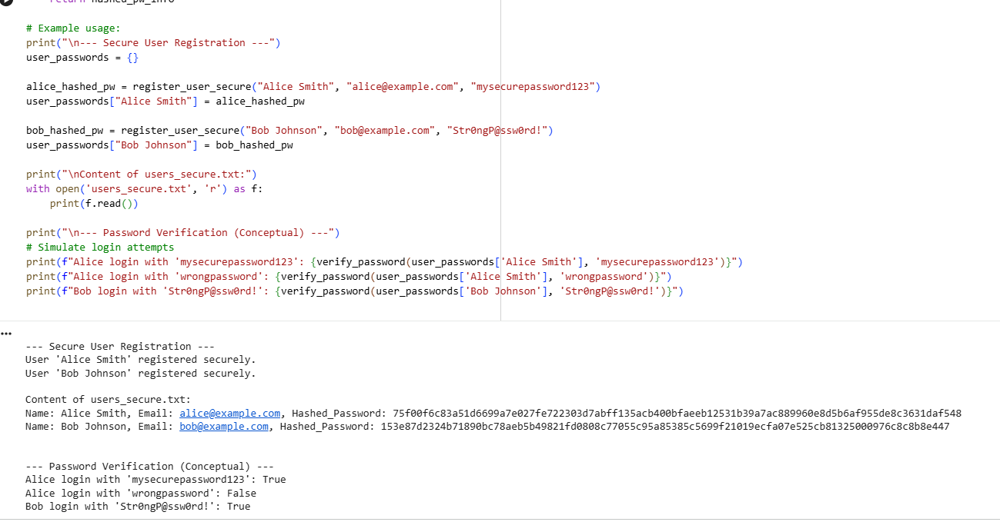 return hashed_pw_info
# Example usage:
print("\n--- Secure User Registration ---")
user_passwords = {}
alice_hashed_pw = register_user_secure("Alice Smith", "alice@example.com", "mysecurepassword123")
user_passwords["Alice Smith"] = alice_hashed_pw
bob_hashed_pw = register_user_secure("Bob Johnson", "bob@example.com", "Str0ngP@ssw0rd!")
user_passwords["Bob Johnson"] = bob_hashed_pw
print("\nContent of users_secure.txt:")
with open('users_secure.txt', 'r') as f:
    print(f.read())
print("\n--- Password Verification (Conceptual) ---")
# Simulate login attempts
print(f"Alice login with 'mysecurepassword123': {verify_password(user_passwords['Alice Smith'], 'mysecurepassword123')}")
print(f"Alice login with 'wrongpassword': {verify_password(user_passwords['Alice Smith'], 'wrongpassword')}")
print(f"Bob login with 'Str0ngP@ssw0rd!': {verify_password(user_passwords['Bob Johnson'], 'Str0ngP@ssw0rd!')}")
--- Secure User Registration ---
User 'Alice Smith' registered securely.
User 'Bob Johnson' registered securely.
Content of users_secure.txt:
Name: Alice Smith, Email: alice@example.com, Hashed_Password: 75f00f6c83a51d6699a7e027fe722303d7abff135acb400bfaeeb12531b39a7ac889960e8d5b6af955de8c3631daf548
Name: Bob Johnson, Email: bob@example.com, Hashed_Password: 153e87d2324b71890bc78aeb5b49821fd0808c77055c95a85385c5699f21019ecfa07e525cb81325000976c8c8b8e447
--- Password Verification (Conceptual) ---
Alice login with 'mysecurepassword123': True
Alice login with 'wrongpassword': False
Bob login with 'Str0ngP@ssw0rd!': True